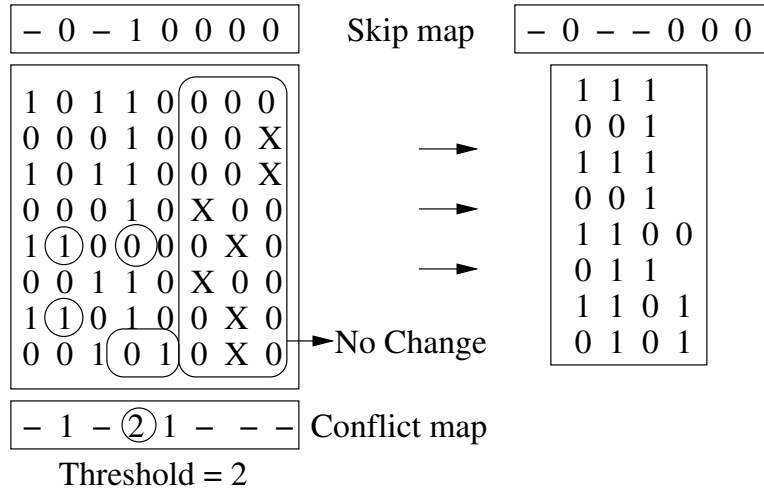 – 0 – 1 0 0 0 0
Skip map
– 0 – – 0 0 0
1 0 1 1 0 0 0 0
0 0 0 1 0 0 0 X
1 0 1 1 0 0 0 X
0 0 0 1 0 X 0 0
1 1 0 0 0 0 X 0
0 0 1 1 0 X 0 0
1 1 0 1 0 0 X 0
0 0 1 0 1 0 X 0
No Change
1 1 1
0 0 1
1 1 1
0 0 1
1 1 0 0
0 1 1
1 1 0 1
0 1 0 1
– 1 – 2 1 – – –
Conflict map
Threshold = 2